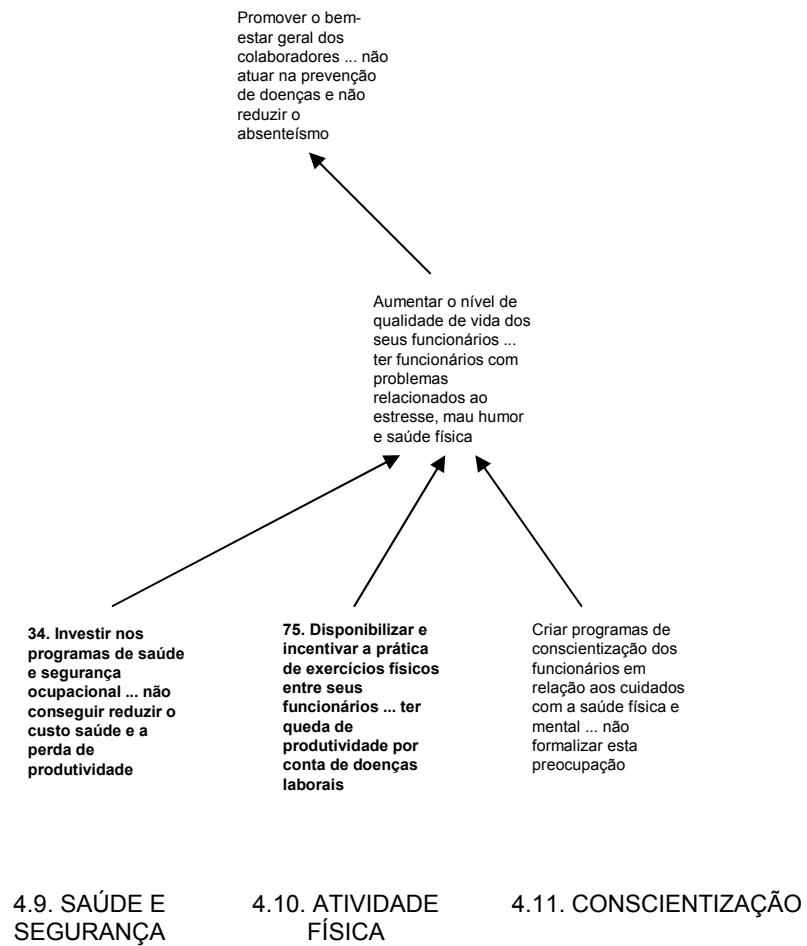 Promover o bem-
estar geral dos
colaboradores ... não
atuar na prevenção
de doenças e não
reduzir o
absenteísmo
Aumentar o nível de
qualidade de vida dos
seus funcionários ...
ter funcionários com
problemas
relacionados ao
estresse, mau humor
e saúde física
34. Investir nos
programas de saúde
e segurança
ocupacional ... não
conseguir reduzir o
custo saúde e a
perda de
produtividade
75. Disponibilizar e
incentivar a prática
de exercícios físicos
entre seus
funcionários ... ter
queda de
produtividade por
conta de doenças
laborais
Criar programas de
conscientização dos
funcionários em
relação aos cuidados
com a saúde física e
mental ... não
formalizar esta
preocupação
4.9. SAÚDE E
SEGURANÇA
4.10. ATIVIDADE
FÍSICA
4.11. CONSCIENTIZAÇÃO